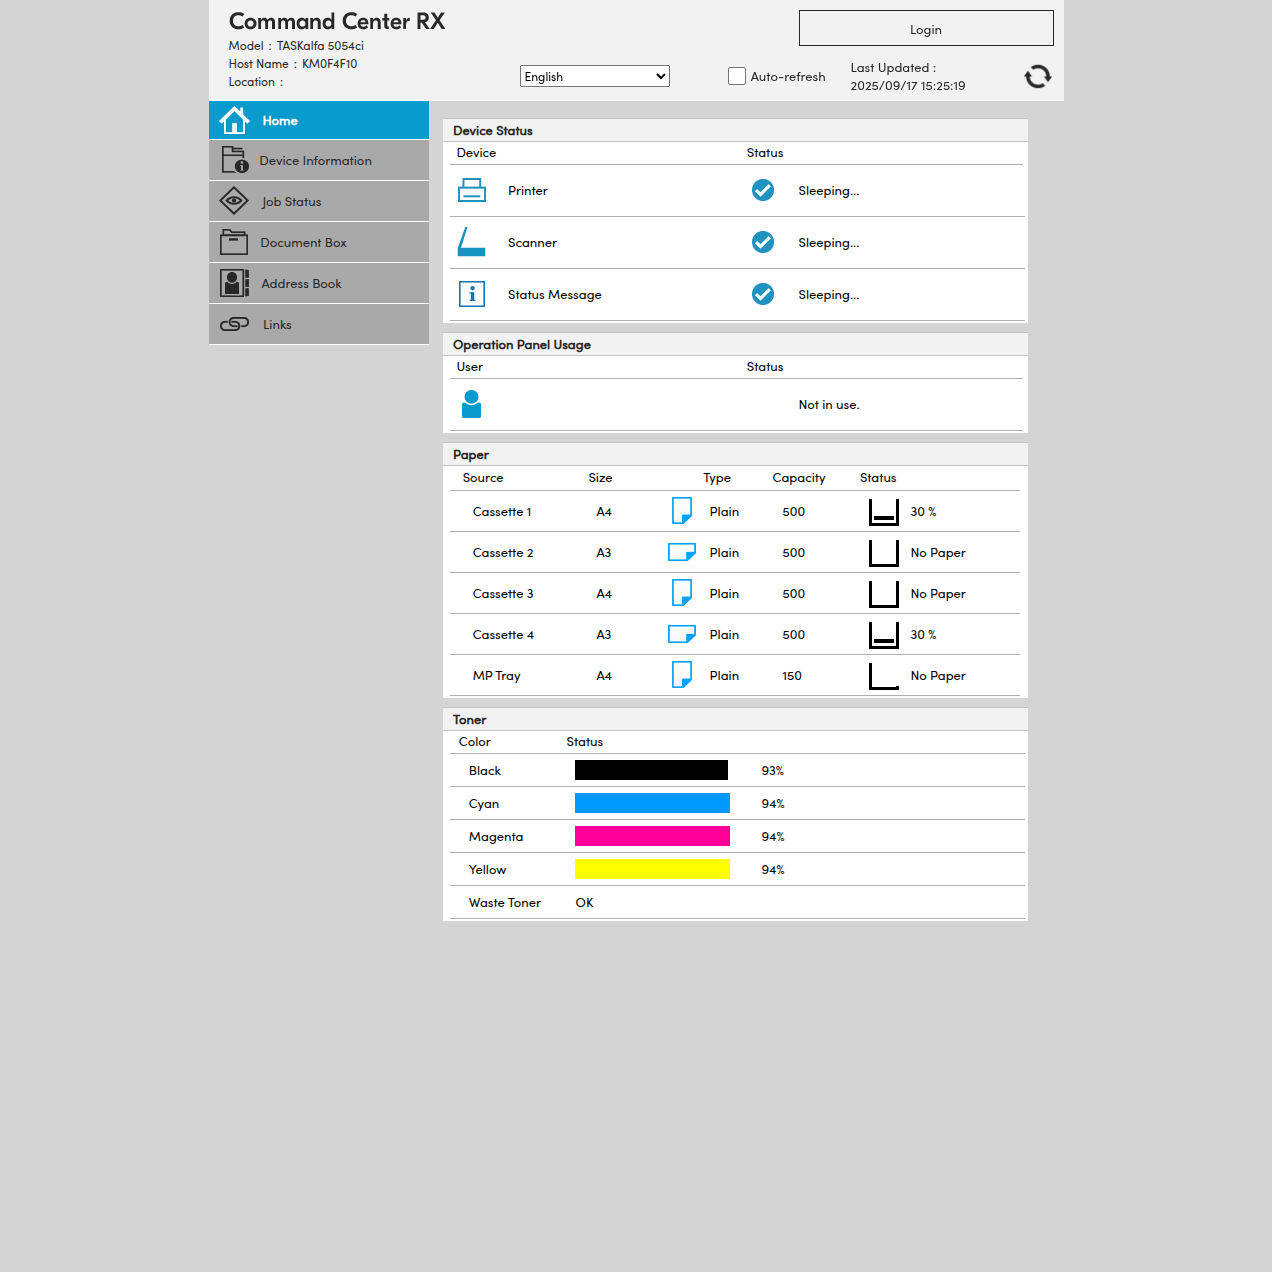 Command Center RX
Model : TASKalfa 5054ci
Host Name : KM0F4F10
Location :
Login
English
Auto-refresh
Last Updated :
2025/09/17 15:25:19
Home
Device Information
Job Status
Document Box
Address Book
Links
Device Status
Device Status
Printer Sleeping...
Scanner Sleeping...
Status Message Sleeping...
Operation Panel Usage
User Status
Not in use.
Paper
Source Size Type Capacity Status
Cassette 1 A4 Plain 500 30 %
Cassette 2 A3 Plain 500 No Paper
Cassette 3 A4 Plain 500 No Paper
Cassette 4 A3 Plain 500 30 %
MP Tray A4 Plain 150 No Paper
Toner
Color Status
Black 93%
Cyan 94%
Magenta 94%
Yellow 94%
Waste Toner OK